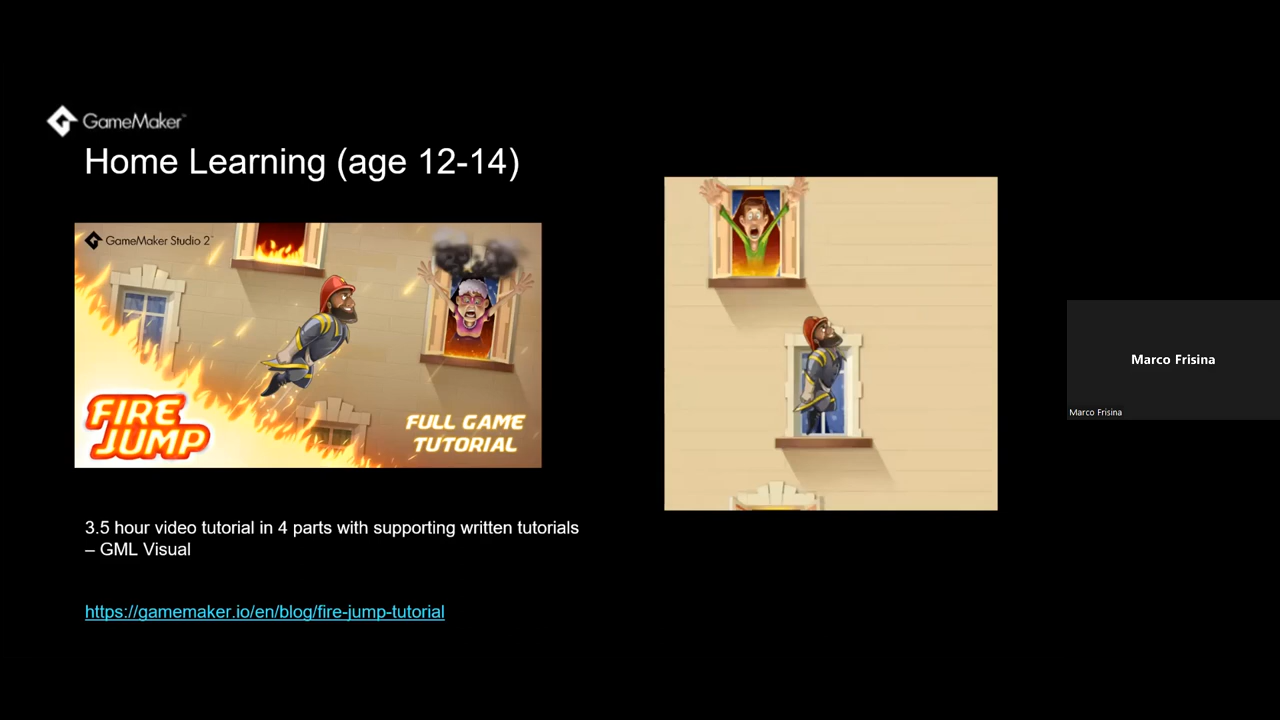 GameMaker™
Home Learning (age 12-14)
GameMaker Studio 2™
FIRE
JUMP
FULL GAME
TUTORIAL
3.5 hour video tutorial in 4 parts with supporting written tutorials
– GML Visual
https://gamemaker.io/en/blog/fire-jump-tutorial
Marco Frisina
Marco Frisina